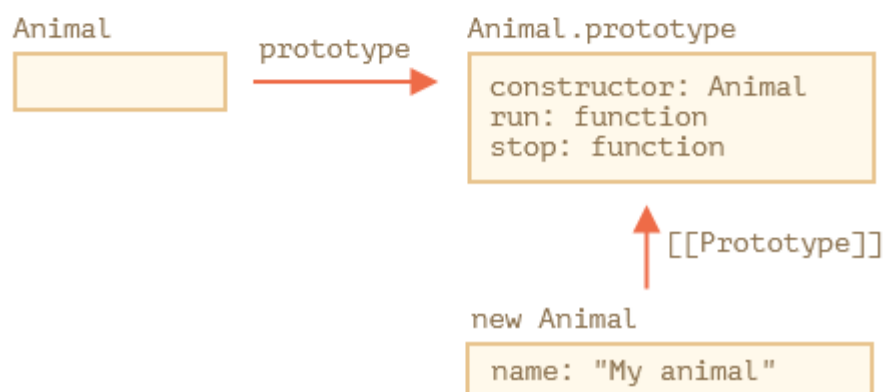 Animal
prototype
Animal.prototype
constructor: Animal
run: function
stop: function
[[Prototype]]
new Animal
name: "My animal"